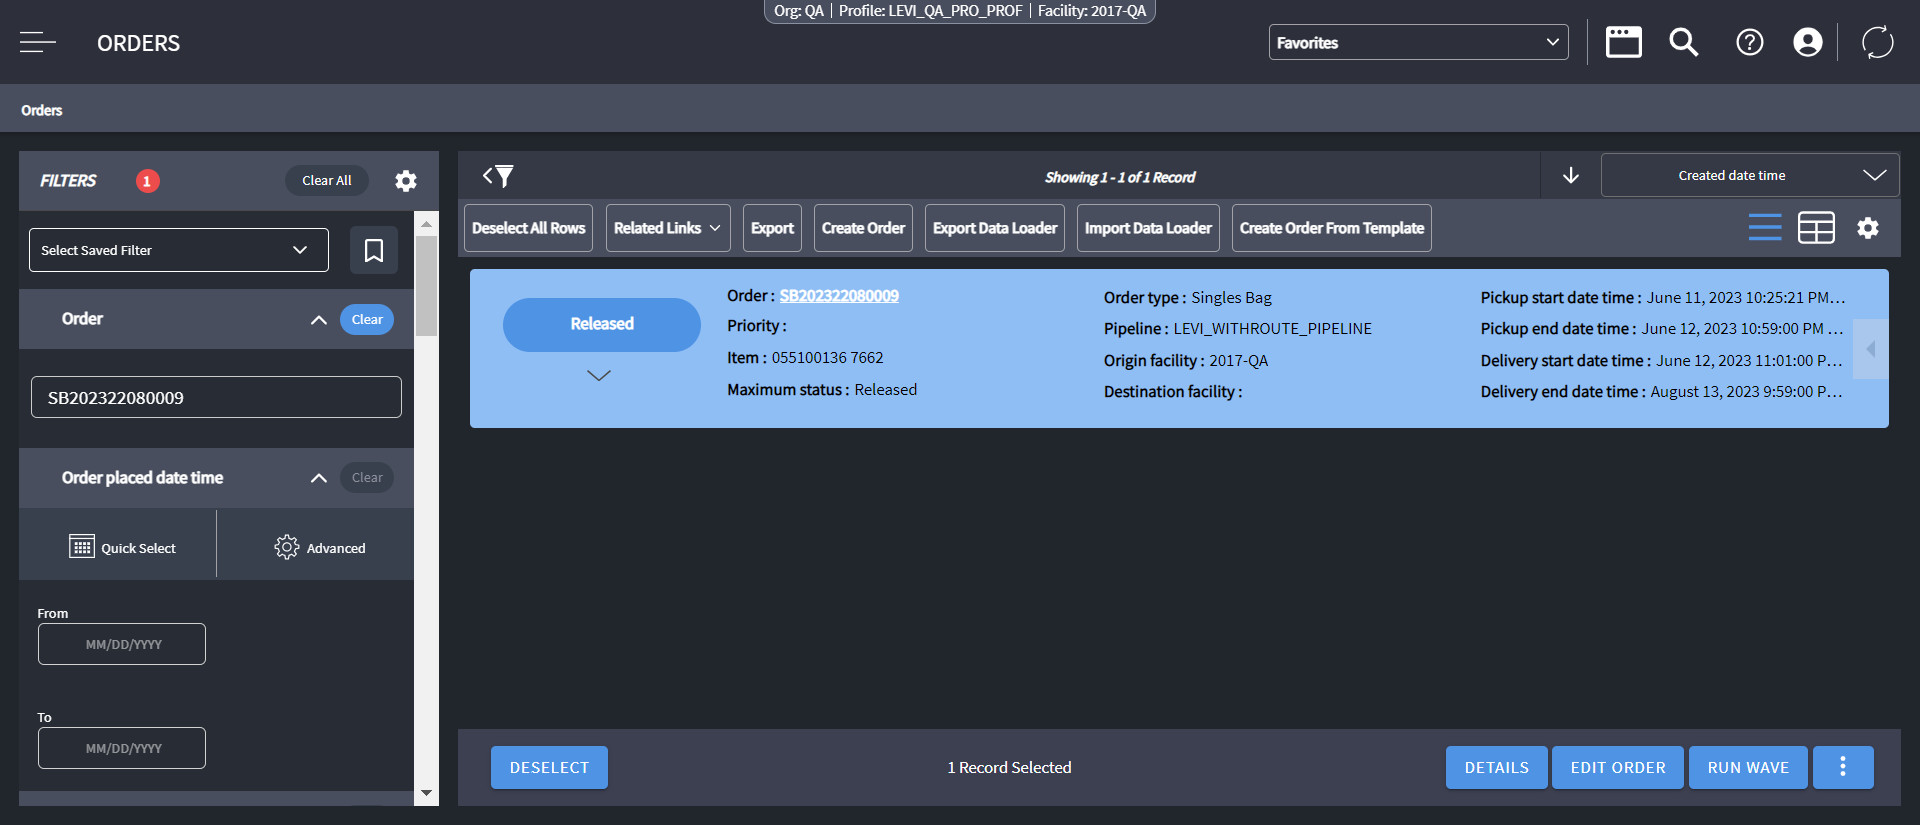 Org: QA | Profile: LEVI_QA_PRO_PROF | Facility: 2017-QA
ORDERS
Favorites
Orders
FILTERS 1 Clear All
Select Saved Filter
Order Clear
SB202322080009
Order placed date time Clear
Quick Select Advanced
From
MM/DD/YYYY
To
MM/DD/YYYY
Showing 1 - 1 of 1 Record
Created date time
Deselect All Rows Related Links Export Create Order Export Data Loader Import Data Loader Create Order From Template
Released
Order : SB202322080009
Priority :
Item : 055100136 7662
Maximum status : Released
Order type : Singles Bag
Pipeline : LEVI_WITHROUTE_PIPELINE
Origin facility : 2017-QA
Destination facility :
Pickup start date time : June 11, 2023 10:25:21 PM...
Pickup end date time : June 12, 2023 10:59:00 PM ...
Delivery start date time : June 12, 2023 11:01:00 P...
Delivery end date time : August 13, 2023 9:59:00 P...
DESELECT 1 Record Selected DETAILS EDIT ORDER RUN WAVE